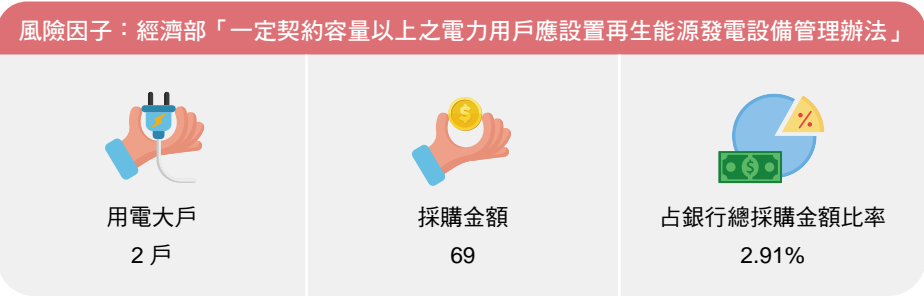 風險因子：經濟部「一定契約容量以上之電力用戶應設置再生能源發電設備管理辦法」
用電大戶
2 戶
採購金額
69
占銀行總採購金額比率
2.91%